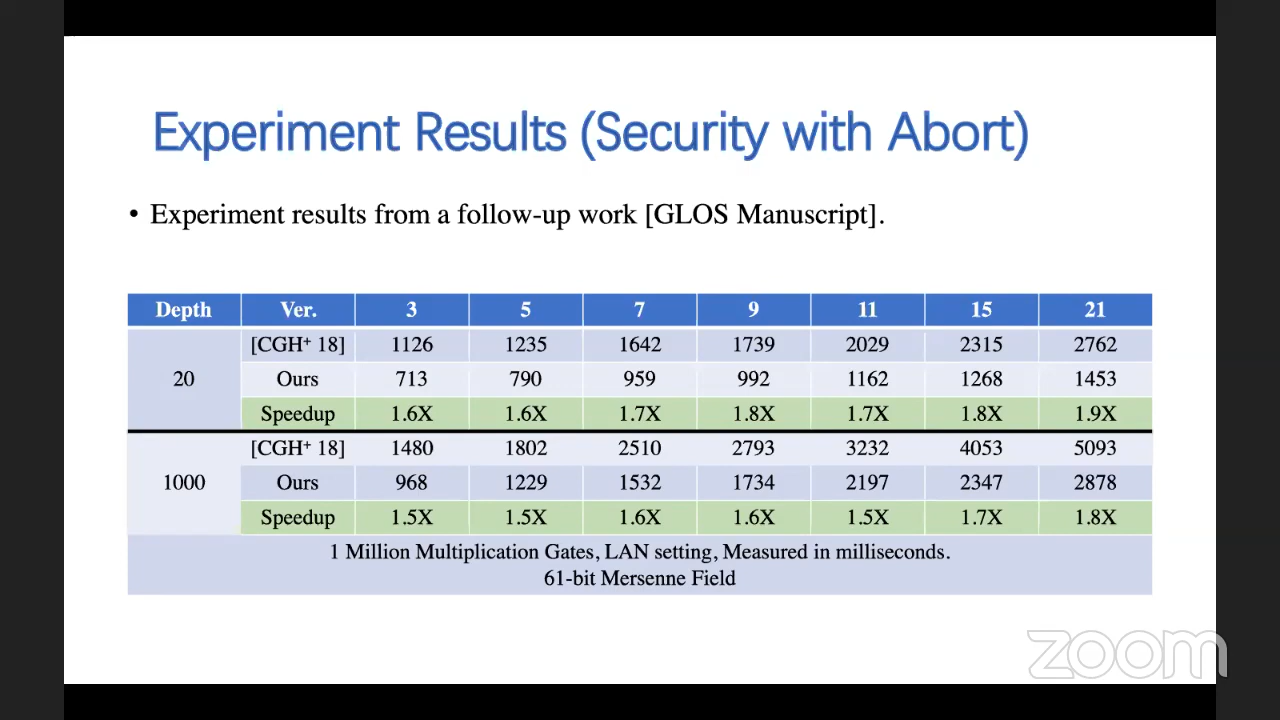 Experiment Results (Security with Abort)
• Experiment results from a follow-up work [GLOS Manuscript].
Depth Ver. 3 5 7 9 11 15 21
20
[CGH⁺ 18] 1126 1235 1642 1739 2029 2315 2762
Ours 713 790 959 992 1162 1268 1453
Speedup 1.6X 1.6X 1.7X 1.8X 1.7X 1.8X 1.9X
1000
[CGH⁺ 18] 1480 1802 2510 2793 3232 4053 5093
Ours 968 1229 1532 1734 2197 2347 2878
Speedup 1.5X 1.5X 1.6X 1.6X 1.5X 1.7X 1.8X
1 Million Multiplication Gates, LAN setting, Measured in milliseconds.
61-bit Mersenne Field
zoom